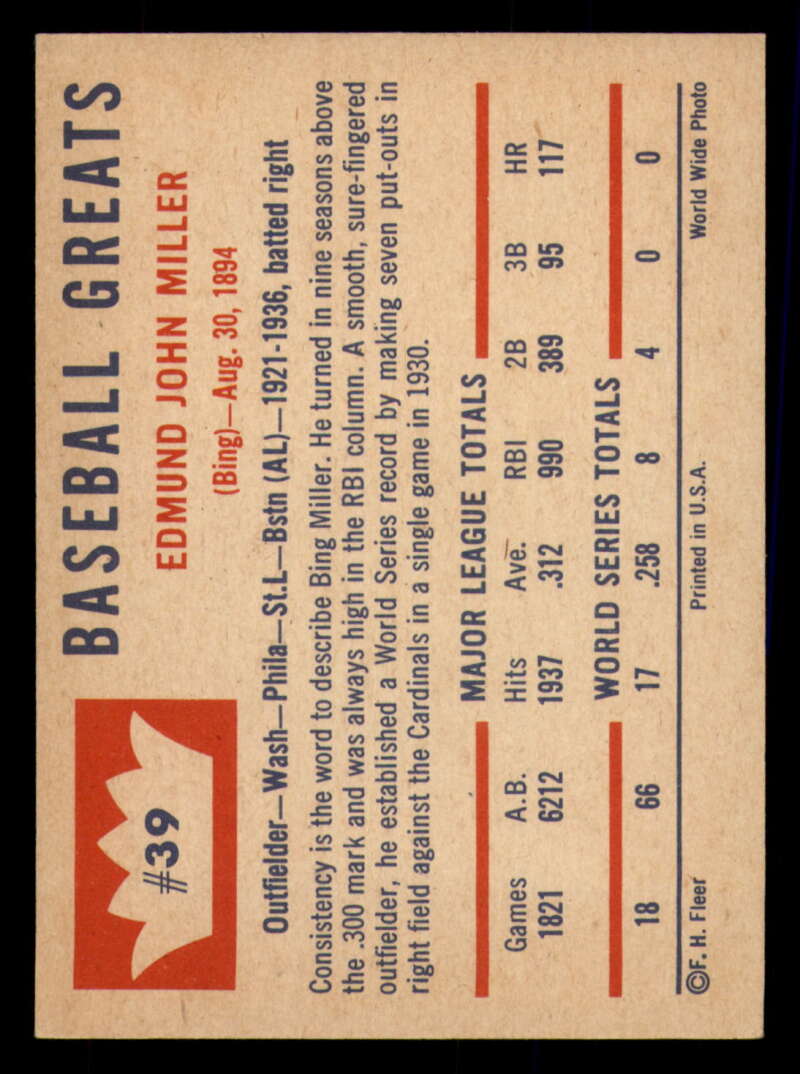 #39
BASEBALL GREATS
EDMUND JOHN MILLER
(Bing)—Aug. 30, 1894
Outfielder—Wash—Phila—St.L—Bstn (AL)—1921-1936, batted right
Consistency is the word to describe Bing Miller. He turned in nine seasons above
the .300 mark and was always high in the RBI column. A smooth, sure-fingered
outfielder, he established a World Series record by making seven put-outs in
right field against the Cardinals in a single game in 1930.
MAJOR LEAGUE TOTALS
Games A.B. Hits Ave. RBI 2B 3B HR
1821 6212 1937 .312 990 389 95 117
WORLD SERIES TOTALS
18 66 17 .258 8 4 0 0
©F. H. Fleer Printed in U.S.A. World Wide Photo